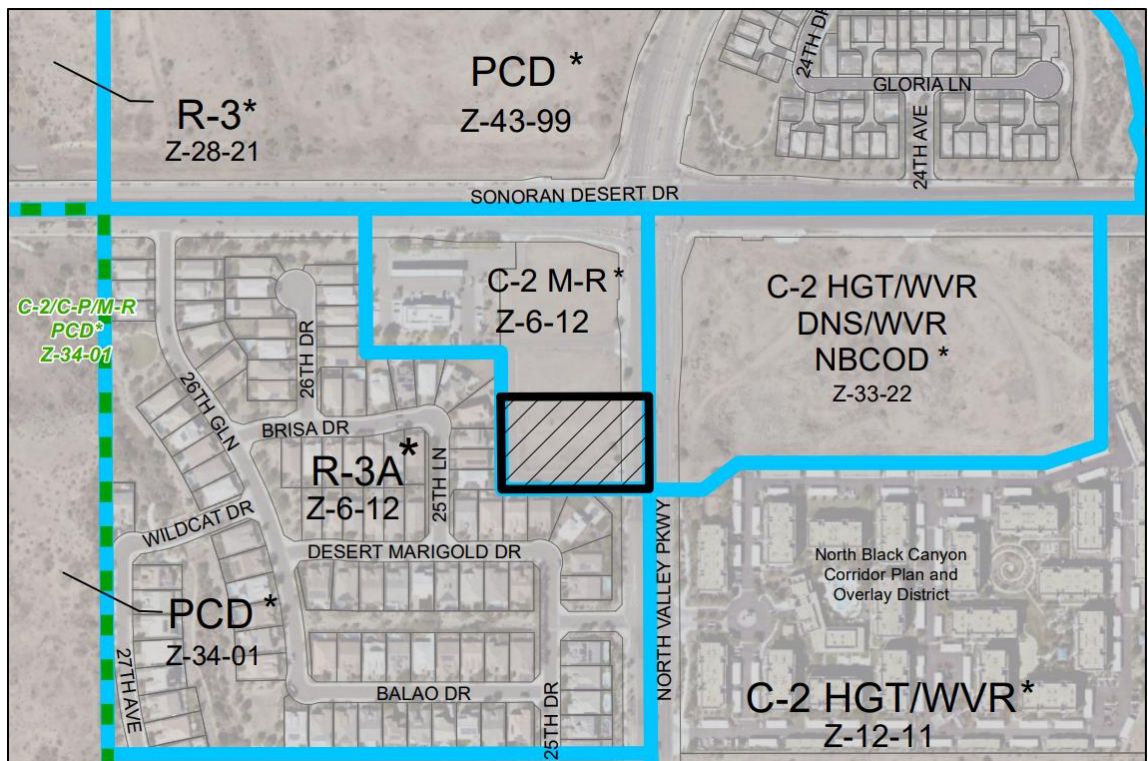 PCD *
Z-43-99
R-3*
Z-28-21
24TH DR
GLORIA LN
24TH AVE
SONORAN DESERT DR
C-2 M-R *
Z-6-12
C-2 HGT/WVR
DNS/WVR
NBCOD *
Z-33-22
C-2/C-P/M-R
PCD*
Z-34-01
26TH DR
26TH GLN
BRISA DR
R-3A*
Z-6-12
25TH LN
WILDCAT DR
DESERT MARIGOLD DR
NORTH VALLEY PKWY
North Black Canyon
Corridor Plan and
Overlay District
PCD *
Z-34-01
27TH AVE
BALAO DR
25TH DR
C-2 HGT/WVR *
Z-12-11